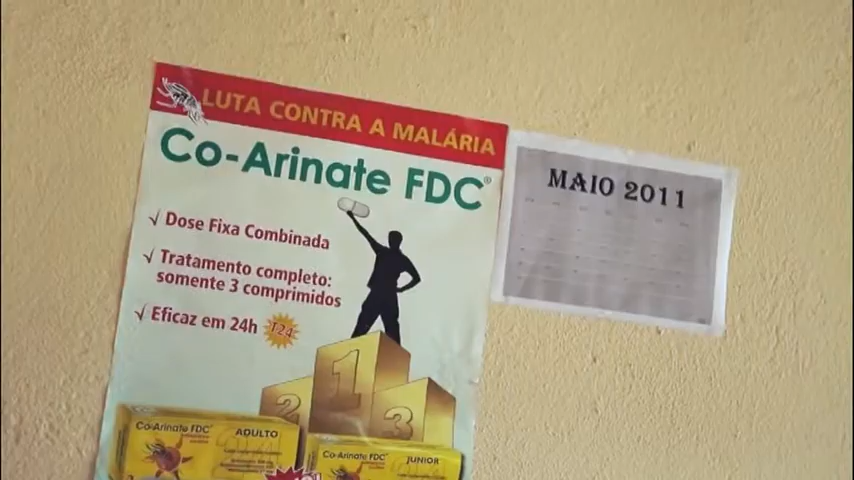 LUTA CONTRA A MALÁRIA
Co-Arinate FDC®
√ Dose Fixa Combinada
√ Tratamento completo:
somente 3 comprimidos
√ Eficaz em 24h
T24
1
2
3
Co-Arinate FDC
ADULTO
Co-Arinate FDC
JUNIOR
MAIO 2011